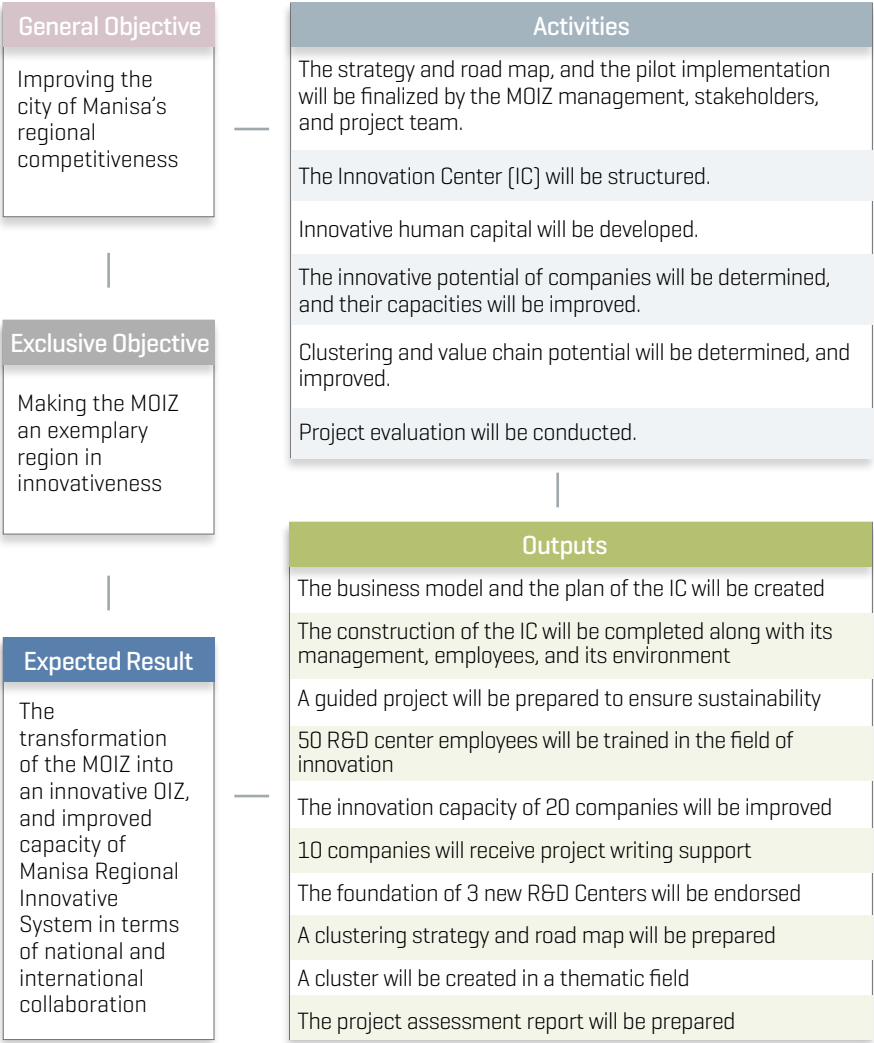 General Objective
Improving the
city of Manisa's
regional
competitiveness
Exclusive Objective
Making the MOIZ
an exemplary
region in
innovativeness
Expected Result
The
transformation
of the MOIZ into
an innovative OIZ,
and improved
capacity of
Manisa Regional
Innovative
System in terms
of national and
international
collaboration
Activities
The strategy and road map, and the pilot implementation
will be finalized by the MOIZ management, stakeholders,
and project team.
The Innovation Center (IC) will be structured.
Innovative human capital will be developed.
The innovative potential of companies will be determined,
and their capacities will be improved.
Clustering and value chain potential will be determined, and
improved.
Project evaluation will be conducted.
Outputs
The business model and the plan of the IC will be created
The construction of the IC will be completed along with its
management, employees, and its environment
A guided project will be prepared to ensure sustainability
50 R&D center employees will be trained in the field of
innovation
The innovation capacity of 20 companies will be improved
10 companies will receive project writing support
The foundation of 3 new R&D Centers will be endorsed
A clustering strategy and road map will be prepared
A cluster will be created in a thematic field
The project assessment report will be prepared